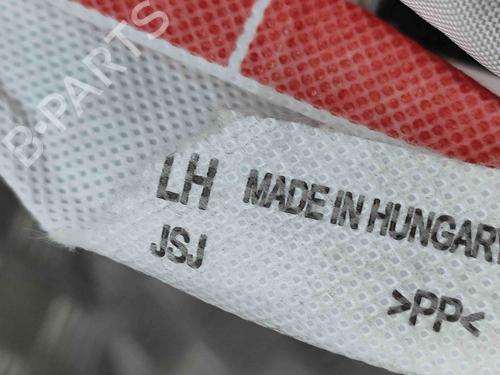 B-PARTS
LH MADE IN HUNGARY
JSJ
>PP<